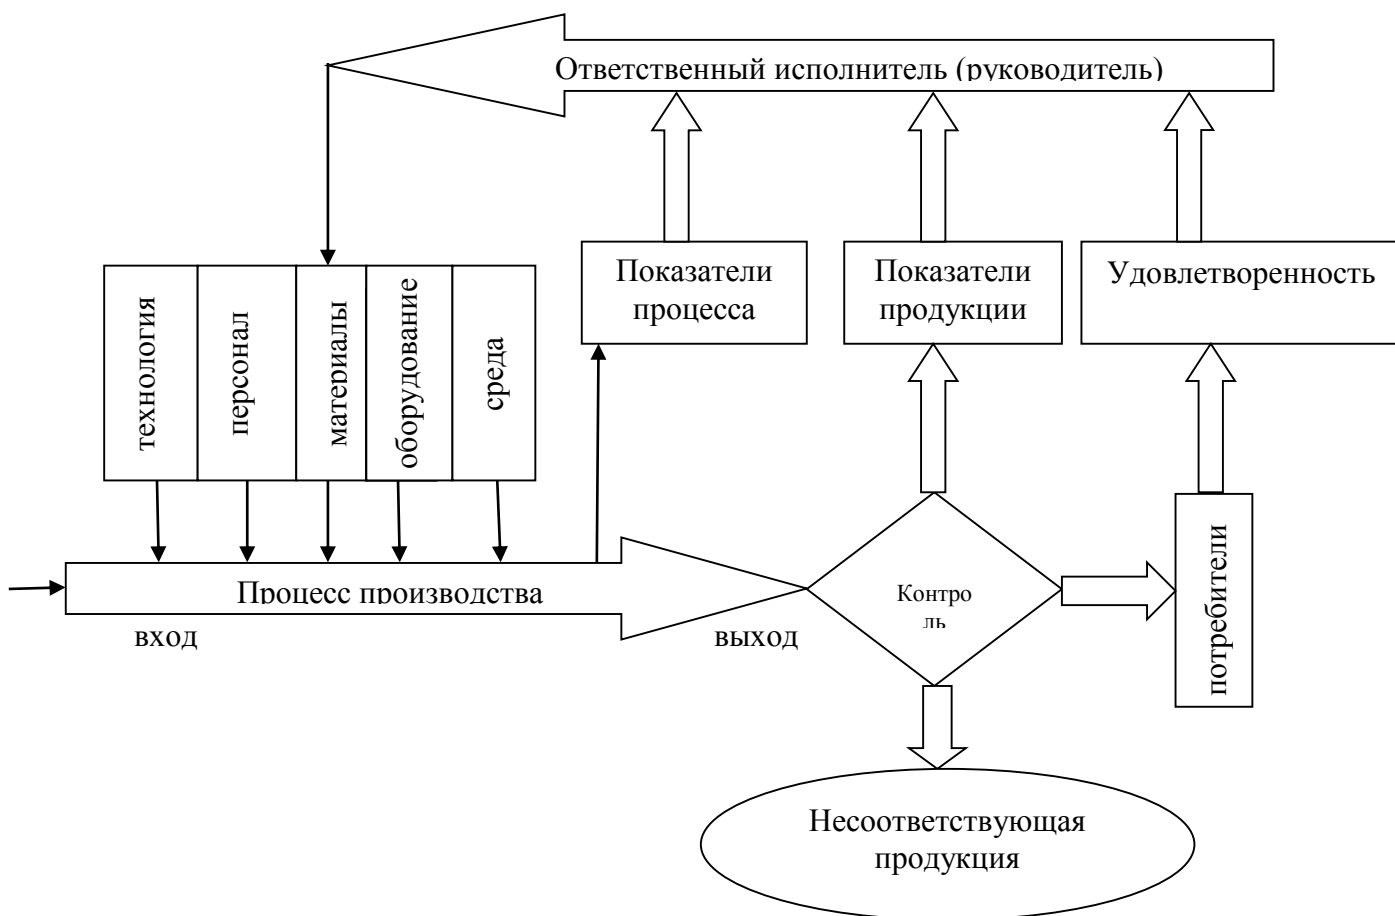 Ответственный исполнитель (руководитель)
Показатели
процесса
Показатели
продукции
Удовлетворенность
технология
персонал
материалы
оборудование
среда
Процесс производства
вход
выход
Контро
ль
потребители
Несоответствующая
продукция